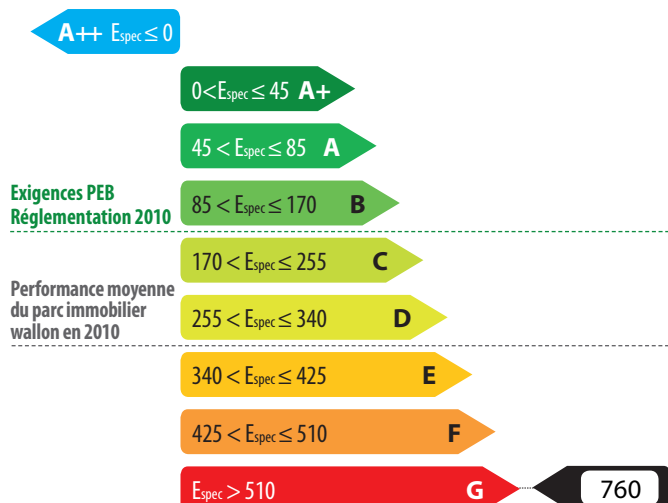 A++ Espec ≤ 0
0<Espec ≤ 45 A+
45 < Espec ≤ 85 A
Exigences PEB
Réglementation 2010
85 < Espec ≤ 170 B
170 < Espec ≤ 255 C
Performance moyenne
du parc immobilier
wallon en 2010
255 < Espec ≤ 340 D
340 < Espec ≤ 425 E
425 < Espec ≤ 510 F
Espec > 510 G
760